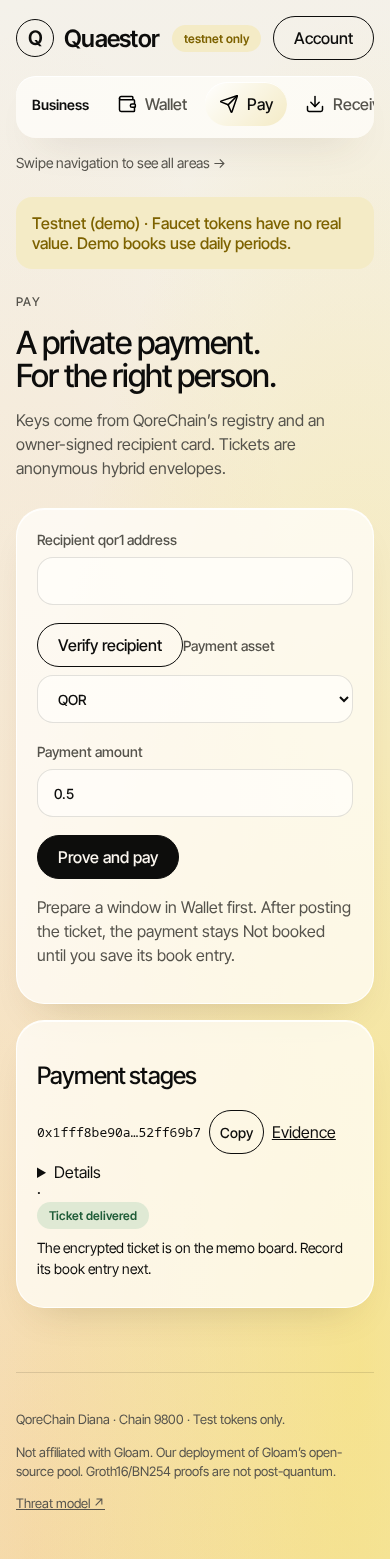 Q Quaestor testnet only Account
Business Wallet Pay Recei
Swipe navigation to see all areas →
Testnet (demo) · Faucet tokens have no real
value. Demo books use daily periods.
PAY
A private payment.
For the right person.
Keys come from QoreChain’s registry and an
owner-signed recipient card. Tickets are
anonymous hybrid envelopes.
Recipient qor1 address
Verify recipient Payment asset
QOR
Payment amount
0.5
Prove and pay
Prepare a window in Wallet first. After posting
the ticket, the payment stays Not booked
until you save its book entry.
Payment stages
0x1fff8be90a…52ff69b7 Copy Evidence
Details
·
Ticket delivered
The encrypted ticket is on the memo board. Record
its book entry next.
QoreChain Diana · Chain 9800 · Test tokens only.
Not affiliated with Gloam. Our deployment of Gloam’s open-
source pool. Groth16/BN254 proofs are not post-quantum.
Threat model ↗